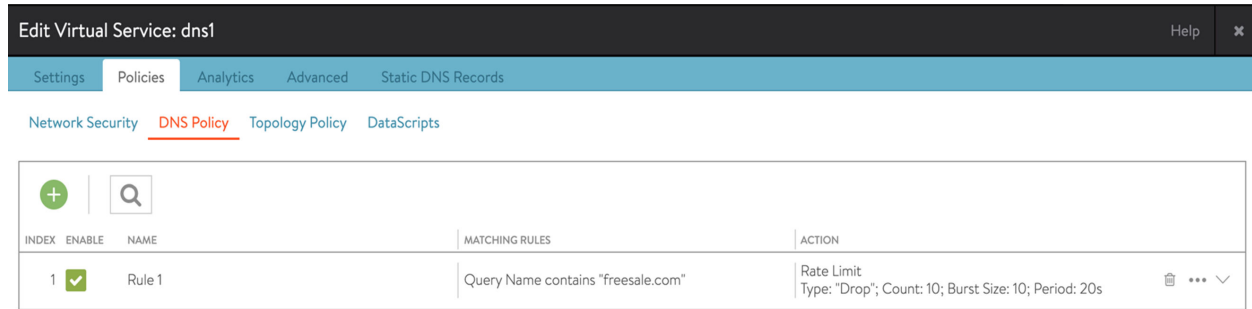 Edit Virtual Service: dns1 Help ×
Settings Policies Analytics Advanced Static DNS Records
Network Security DNS Policy Topology Policy DataScripts
INDEX ENABLE NAME MATCHING RULES ACTION
1 Rule 1 Query Name contains "freesale.com" Rate Limit
Type: "Drop"; Count: 10; Burst Size: 10; Period: 20s